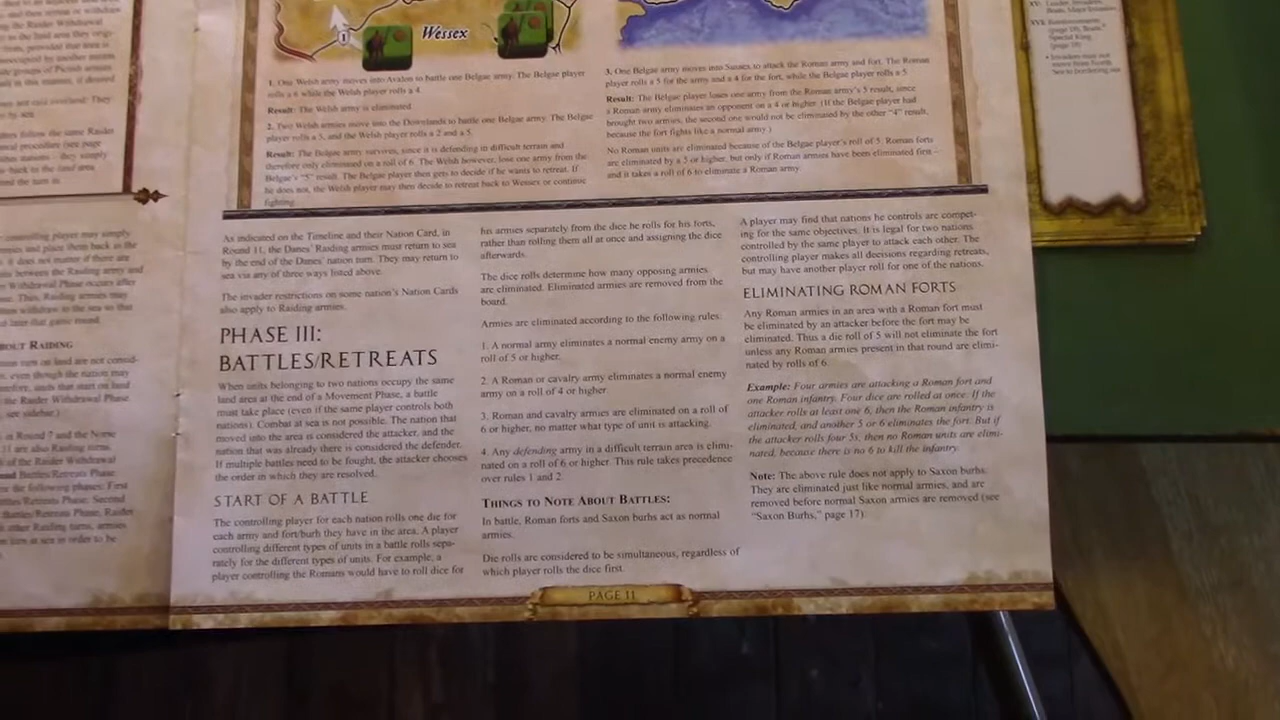 Wessex
1
1. One Welsh army moves into Avalon to battle one Belgae army. The Belgae player
rolls a 6 while the Welsh player rolls a 4.
Result: The Welsh army is eliminated.
2. Two Welsh armies move into the Downlands to battle one Belgae army. The Belgae
player rolls a 5, and the Welsh player rolls a 2 and a 5.
Result: The Belgae army survives, since it is defending in difficult terrain and
therefore only eliminated on a roll of 6. The Welsh however, lose one army from the
Belgae's "5" result. The Belgae player then gets to decide if he wants to retreat. If
he does not, the Welsh player may then decide to retreat back to Wessex or continue
fighting.
3. One Belgae army moves into Sussex to attack the Roman army and fort. The Roman
player rolls a 5 for the army and a 4 for the fort, while the Belgae player rolls a 5.
Result: The Belgae player loses one army from the Roman army's 5 result, since
a Roman army eliminates an opponent on a 4 or higher. (If the Belgae player had
brought two armies, the second one would not be eliminated by the other "4" result,
because the fort fights like a normal army.)
No Roman units are eliminated because of the Belgae player's roll of 5. Roman forts
are eliminated by a 5 or higher, but only if Roman armies have been eliminated first –
and it takes a roll of 6 to eliminate a Roman army.
As indicated on the Timeline and their Nation Card, in
Round 11, the Danes' Raiding armies must return to sea
by the end of the Danes' nation turn. They may return to
sea via any of three ways listed above.
The invader restrictions on some nation's Nation Cards
also apply to Raiding armies.
PHASE III:
BATTLES/RETREATS
When units belonging to two nations occupy the same
land area at the end of a Movement Phase, a battle
must take place (even if the same player controls both
nations). Combat at sea is not possible. The nation that
moved into the area is considered the attacker, and the
nation that was already there is considered the defender.
If multiple battles need to be fought, the attacker chooses
the order in which they are resolved.
START OF A BATTLE
The controlling player for each nation rolls one die for
each army and fort/burh they have in the area. A player
controlling different types of units in a battle rolls sepa-
rately for the different types of units. For example, a
player controlling the Romans would have to roll dice for
his armies separately from the dice he rolls for his forts,
rather than rolling them all at once and assigning the dice
afterwards.
The dice rolls determine how many opposing armies
are eliminated. Eliminated armies are removed from the
board.
Armies are eliminated according to the following rules:
1. A normal army eliminates a normal enemy army on a
roll of 5 or higher.
2. A Roman or cavalry army eliminates a normal enemy
army on a roll of 4 or higher.
3. Roman and cavalry armies are eliminated on a roll of
6 or higher, no matter what type of unit is attacking.
4. Any defending army in a difficult terrain area is elimi-
nated on a roll of 6 or higher. This rule takes precedence
over rules 1 and 2.
THINGS TO NOTE ABOUT BATTLES:
In battle, Roman forts and Saxon burhs act as normal
armies.
Die rolls are considered to be simultaneous, regardless of
which player rolls the dice first.
A player may find that nations he controls are compet-
ing for the same objectives. It is legal for two nations
controlled by the same player to attack each other. The
controlling player makes all decisions regarding retreats,
but may have another player roll for one of the nations.
ELIMINATING ROMAN FORTS
Any Roman armies in an area with a Roman fort must
be eliminated by an attacker before the fort may be
eliminated. Thus a die roll of 5 will not eliminate the fort
unless any Roman armies present in that round are elimi-
nated by rolls of 6.
Example: Four armies are attacking a Roman fort and
one Roman infantry. Four dice are rolled at once. If the
attacker rolls at least one 6, then the Roman infantry is
eliminated, and another 5 or 6 eliminates the fort. But if
the attacker rolls four 5s, then no Roman units are elimi-
nated, because there is no 6 to kill the infantry.
Note: The above rule does not apply to Saxon burhs.
They are eliminated just like normal armies, and are
removed before normal Saxon armies are removed (see
"Saxon Burhs," page 17).
PAGE 11